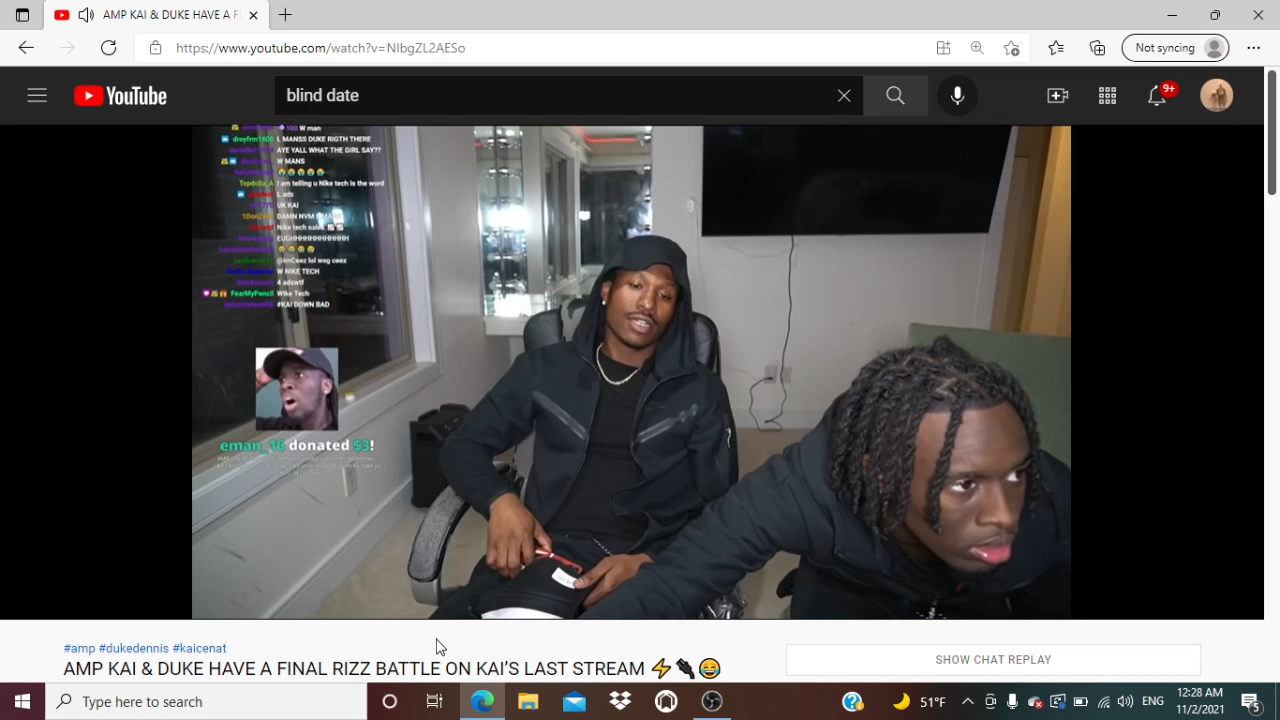 AMP KAI & DUKE HAVE A F
https://www.youtube.com/watch?v=NIbgZL2AESo
Not syncing
YouTube
blind date
9+
100 W man
dreyfrm1600 L MANSS DUKE RIGTH THERE
AYE YALL WHAT THE GIRL SAY??
W MANS
Topdolla_A I am telling u Nike tech is the word
L ads
UK KAI
DAMN NVM
Nike tech sales
EUGHHHHHHHHHHH
@imCeez lol wsg ceez
W NIKE TECH
4 adswtf
FearMyPencil Wike Tech
#KAI DOWN BAD
eman_16 donated $3!
#amp #dukedennis #kaicenat
AMP KAI & DUKE HAVE A FINAL RIZZ BATTLE ON KAI'S LAST STREAM ⚡🔌😂
SHOW CHAT REPLAY
Type here to search
51°F
ENG
12:28 AM
11/2/2021
5